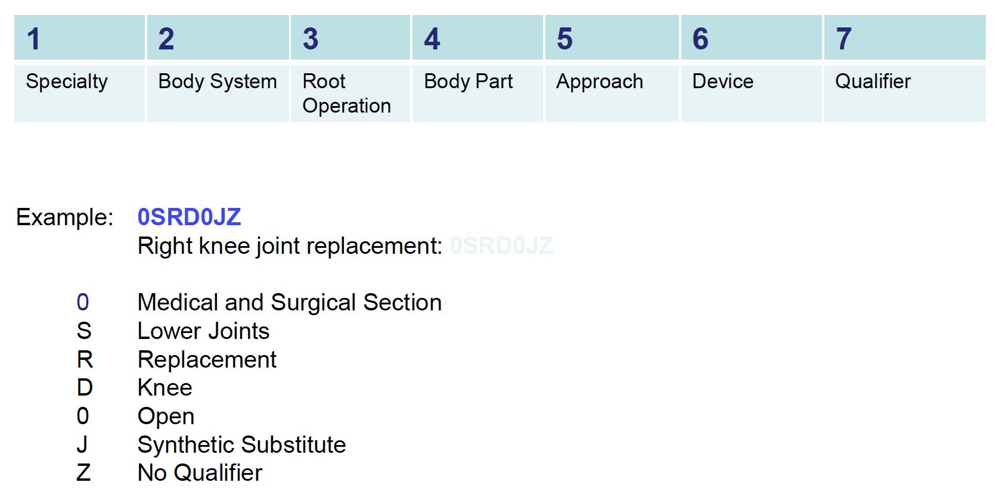 1 2 3 4 5 6 7
Specialty Body System Root Operation Body Part Approach Device Qualifier
Example: 0SRD0JZ
Right knee joint replacement: 0SRD0JZ
0 Medical and Surgical Section
S Lower Joints
R Replacement
D Knee
0 Open
J Synthetic Substitute
Z No Qualifier